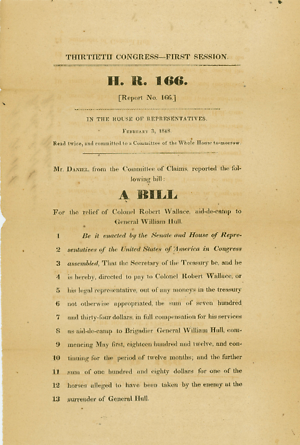 THIRTIETH CONGRESS—FIRST SESSION.
H. R. 166.
[Report No. 166.]
IN THE HOUSE OF REPRESENTATIVES.
February 3, 1848.
Read twice, and committed to a Committee of the Whole House to-morrow.
Mr. Daniel, from the Committee of Claims, reported the fol-
lowing bill:
A BILL
For the relief of Colonel Robert Wallace, aid-de-camp to
General William Hull.
1 Be it enacted by the Senate and House of Repre-
2 sentatives of the United States of America in Congress
3 assembled, That the Secretary of the Treasury be, and he
4 is hereby, directed to pay to Colonel Robert Wallace, or
5 his legal representative, out of any moneys in the treasury
6 not otherwise appropriated, the sum of seven hundred
7 and thirty-four dollars in full compensation for his services
8 as aid-de-camp to Brigadier General William Hull, com-
9 mencing May first, eighteen hundred and twelve, and con-
10 tinuing for the period of twelve months, and the further
11 sum of one hundred and eighty dollars for one of the
12 horses alleged to have been taken by the enemy at the
13 surrender of General Hull.